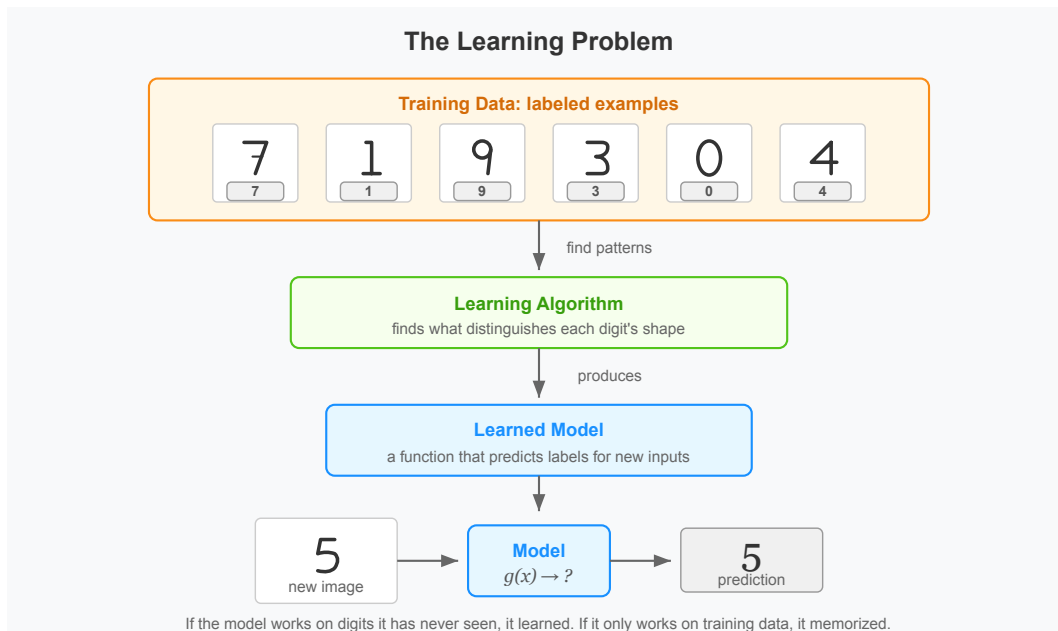 The Learning Problem
Training Data: labeled examples
7 1 9 3 0 4
7 1 9 3 0 4
find patterns
Learning Algorithm
finds what distinguishes each digit's shape
produces
Learned Model
a function that predicts labels for new inputs
5
new image
Model
g(x) → ?
5
prediction
If the model works on digits it has never seen, it learned. If it only works on training data, it memorized.